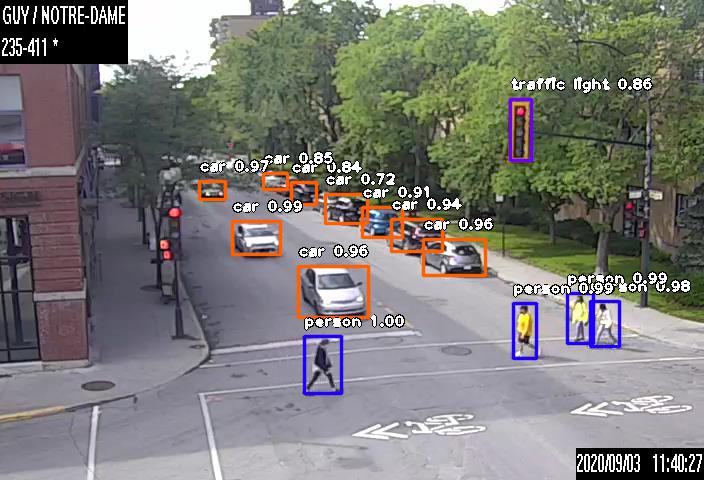 GUY / NOTRE-DAME
235-411 *
traffic light 0.86
car 0.85
car 0.97
car 0.84
car 0.72
car 0.91
car 0.99
car 0.94
car 0.96
car 0.96
person 0.99
person 0.99
son 0.98
person 1.00
2020/09/03 11:40:27